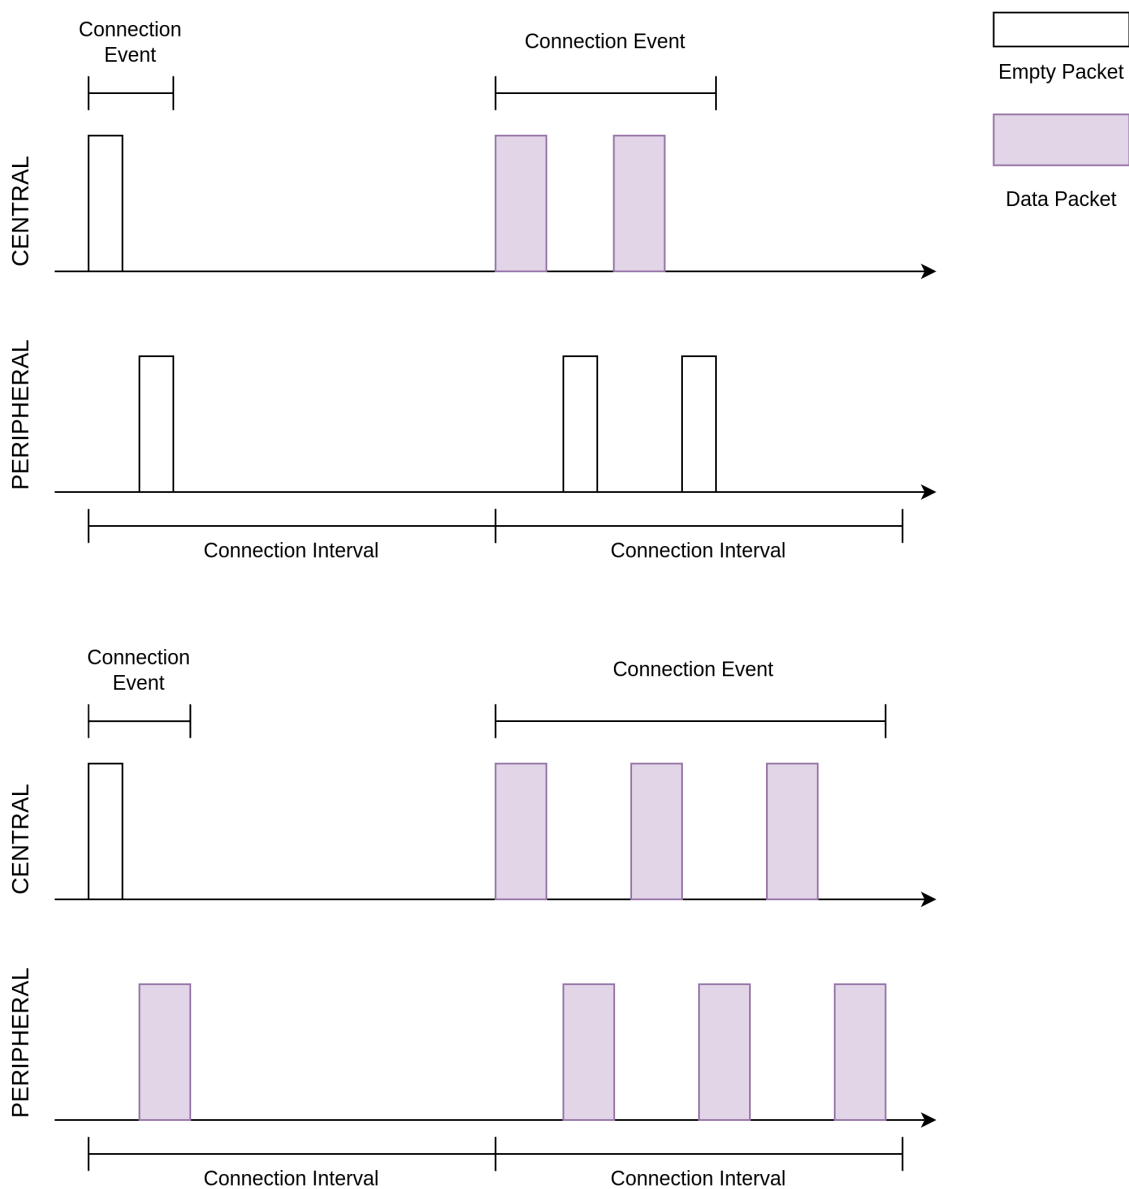 Connection
Event
Connection Event
Empty Packet
Data Packet
CENTRAL
PERIPHERAL
Connection Interval
Connection Interval
Connection
Event
Connection Event
CENTRAL
PERIPHERAL
Connection Interval
Connection Interval